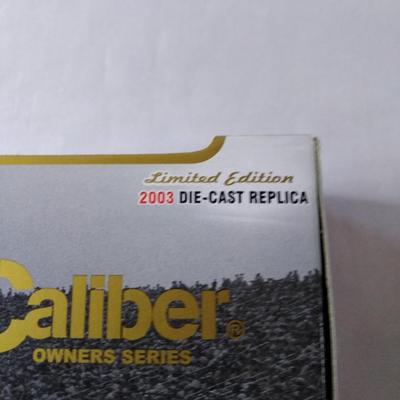 Limited Edition
2003 DIE-CAST REPLICA
Caliber®
OWNERS SERIES